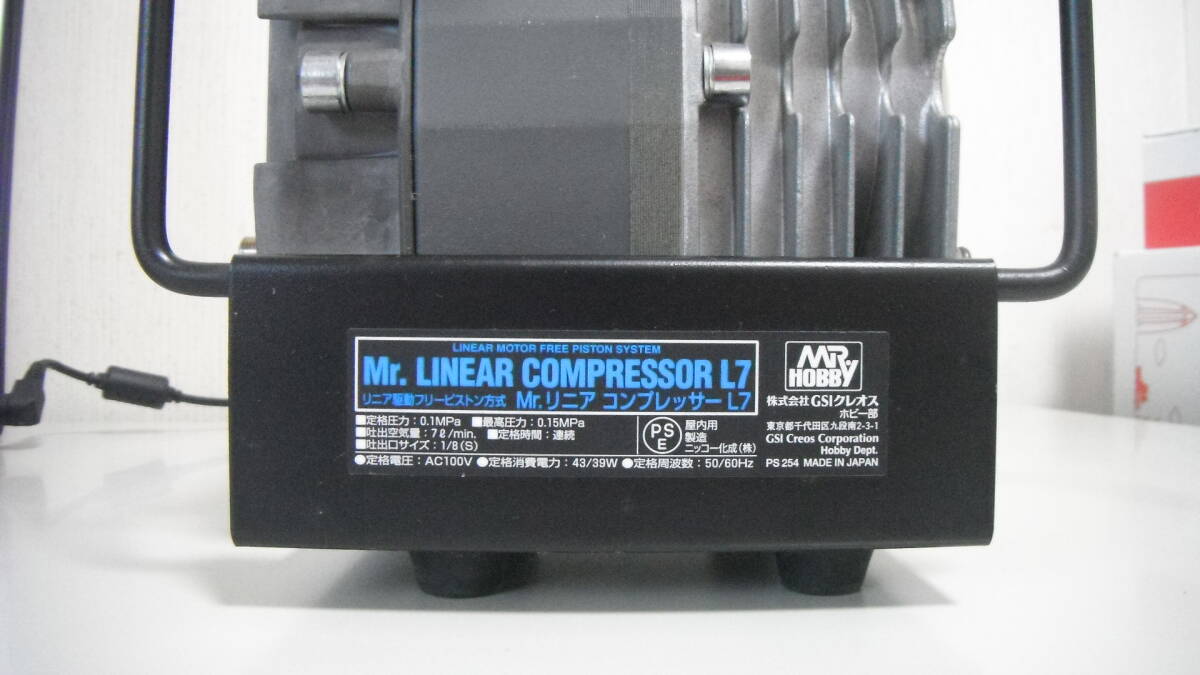 LINEAR MOTOR FREE PISTON SYSTEM
Mr. LINEAR COMPRESSOR L7
リニア駆動フリーピストン方式 Mr.リニア コンプレッサー L7
■定格圧力：0.1MPa ■最高圧力：0.15MPa
■吐出空気量：7ℓ/min. ■定格時間：連続
■吐出口サイズ：1/8(S)
●定格電圧：AC100V ●定格消費電力：43/39W ●定格周波数：50/60Hz
PS
E
屋内用
製造
ニッコー化成(株)
MR.
HOBBY
株式会社 GSIクレオス
ホビー部
東京都千代田区九段南2-3-1
GSI Creos Corporation
Hobby Dept.
PS 254 MADE IN JAPAN